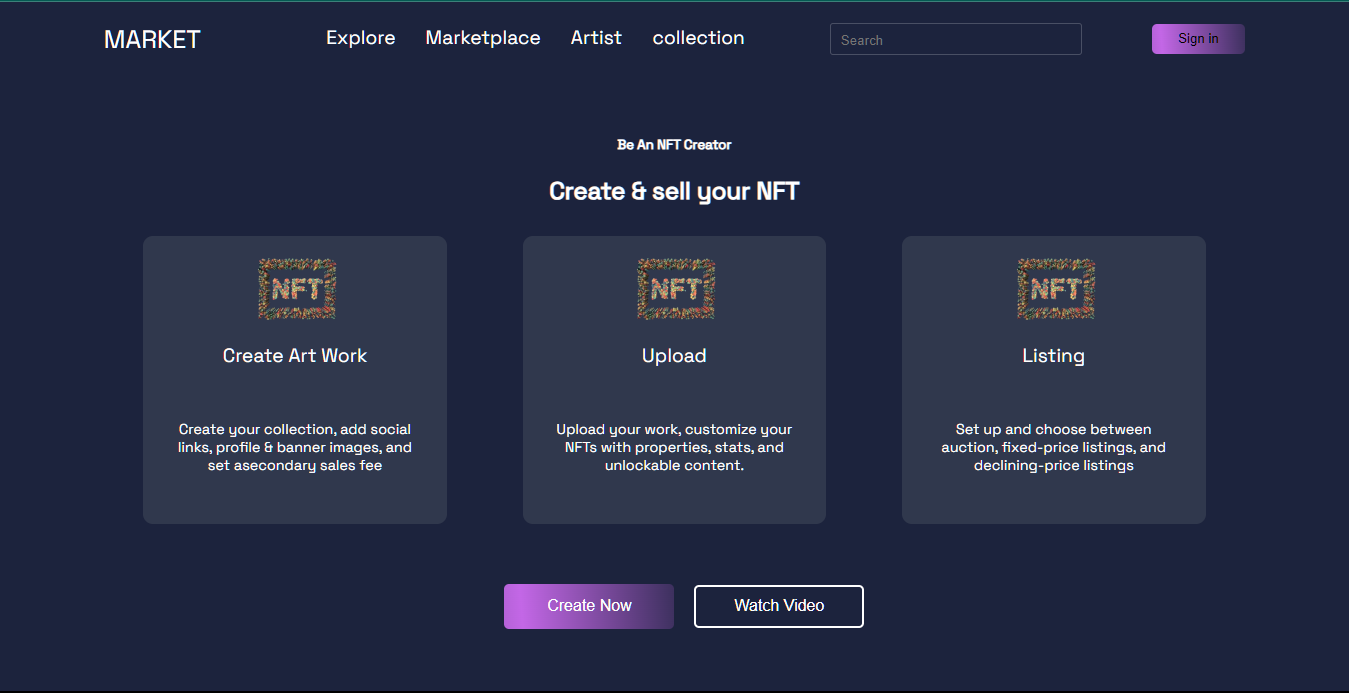 MARKET Explore Marketplace Artist collection Search Sign in
Be An NFT Creator
Create & sell your NFT
NFT
Create Art Work
Create your collection, add social
links, profile & banner images, and
set asecondary sales fee
NFT
Upload
Upload your work, customize your
NFTs with properties, stats, and
unlockable content.
NFT
Listing
Set up and choose between
auction, fixed-price listings, and
declining-price listings
Create Now Watch Video